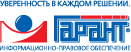 УВЕРЕННОСТЬ В КАЖДОМ РЕШЕНИИ.
Гарант
ИНФОРМАЦИОННО-ПРАВОВОЕ ОБЕСПЕЧЕНИЕ